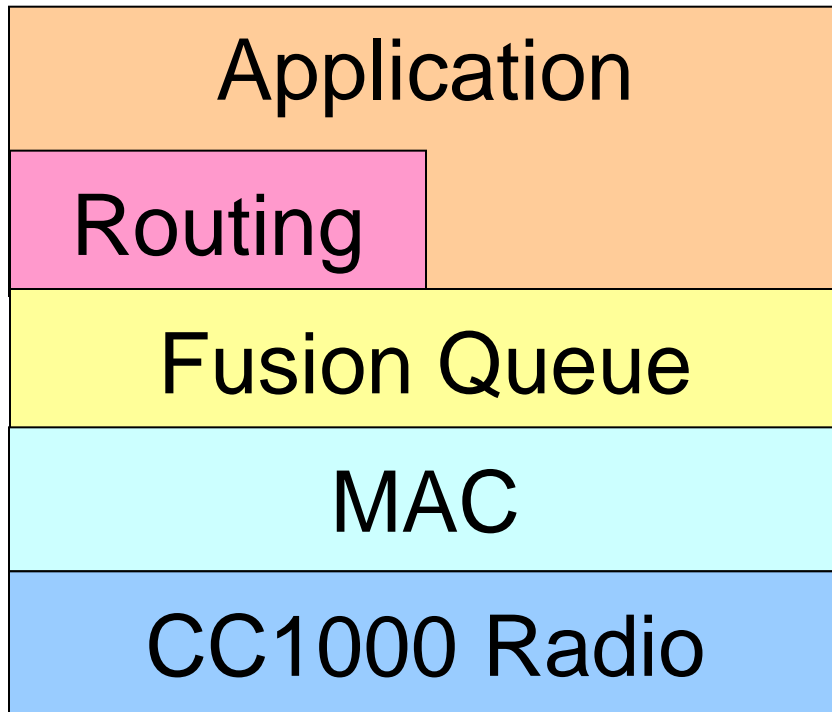 Application
Routing
Fusion Queue
MAC
CC1000 Radio